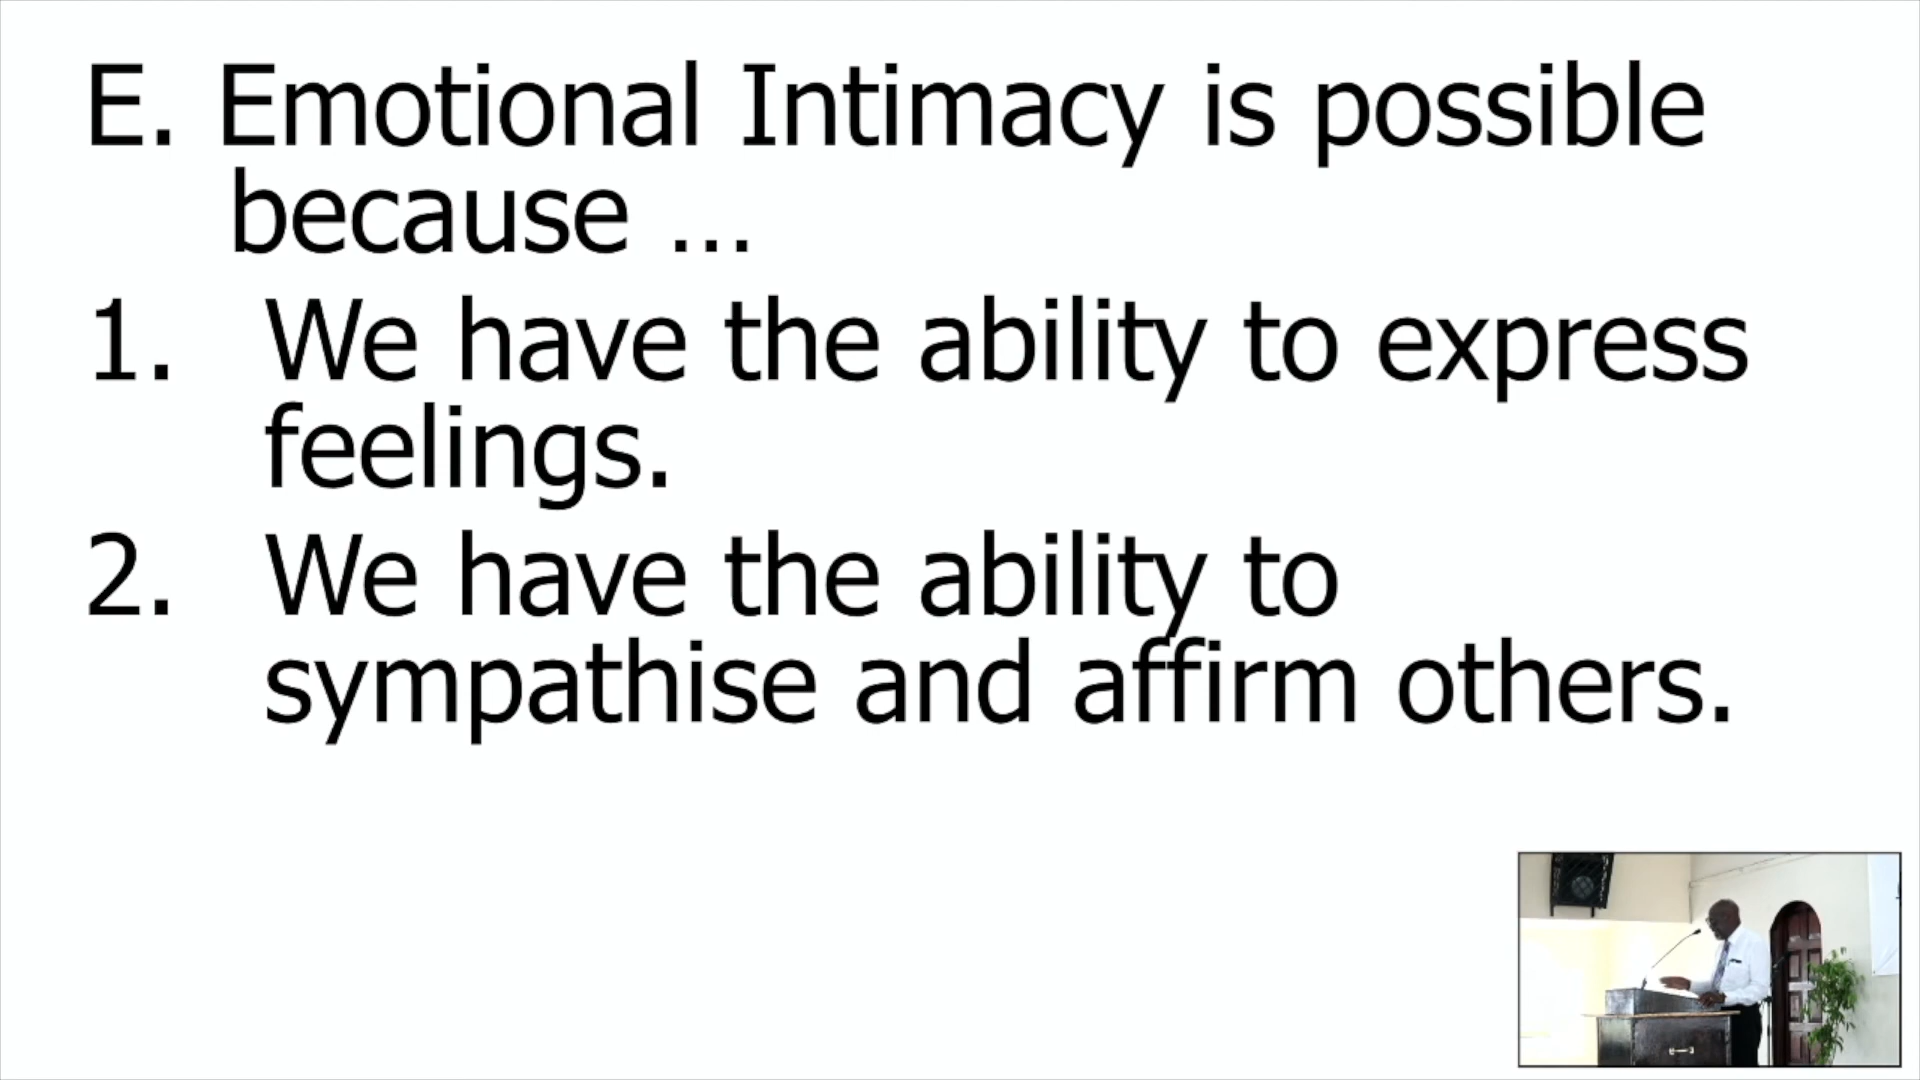 E. Emotional Intimacy is possible
because ...
1. We have the ability to express
feelings.
2. We have the ability to
sympathise and affirm others.